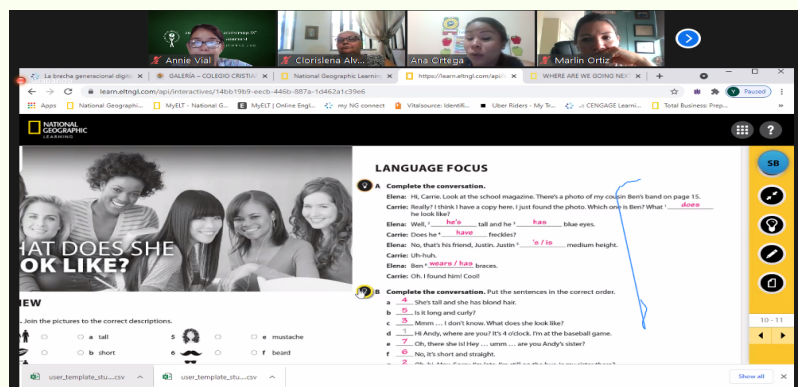 Annie Vial
Clorislena Alv...
Ana Ortega
Marlin Ortiz
La brecha generacional digit
GALERÍA – COLEGIO CRISTIA
National Geographic Learning
https://learn.eltngl.com/api/
WHERE ARE WE GOING NEX
learn.eltngl.com/api/interactives/14bb19b9-eecb-446b-887a-1d462a1c39e6
Paused
Apps
National Geographi...
MyELT - National G...
MyELT | Online Engl...
my NG connect
Vitalsource: Identifi...
Uber Riders - My Tr...
CENGAGE Learni...
Total Business: Prep...
NATIONAL
GEOGRAPHIC
LEARNING
?
SB
LANGUAGE FOCUS
A Complete the conversation.
Elena: Hi, Carrie. Look at the school magazine. There's a photo of my cousin Ben's band on page 15.
Carrie: Really? I think I have a copy here. I just found the photo. Which one is Ben? What 1 does
he look like?
Elena: Well, 2 he's tall and he 3 has blue eyes.
Carrie: Does he 4 have freckles?
Elena: No, that's his friend, Justin. Justin 5 's / is medium height.
Carrie: Uh-huh.
Elena: Ben 6 wears / has braces.
Carrie: Oh. I found him! Cool!
B Complete the conversation. Put the sentences in the correct order.
a 4 She's tall and she has blond hair.
b 5 Is it long and curly?
c 3 Mmm ... I don't know. What does she look like?
d 1 Hi Andy, where are you? It's 4 o'clock. I'm at the baseball game.
e 7 Oh, there she is! Hey ... umm ... are you Andy's sister?
f 6 No, it's short and straight.
HAT DOES SHE
OK LIKE?
IEW
Join the pictures to the correct descriptions.
a tall
5
e mustache
b short
6
f beard
10 - 11
user_template_stu....csv
user_template_stu....csv
Show all